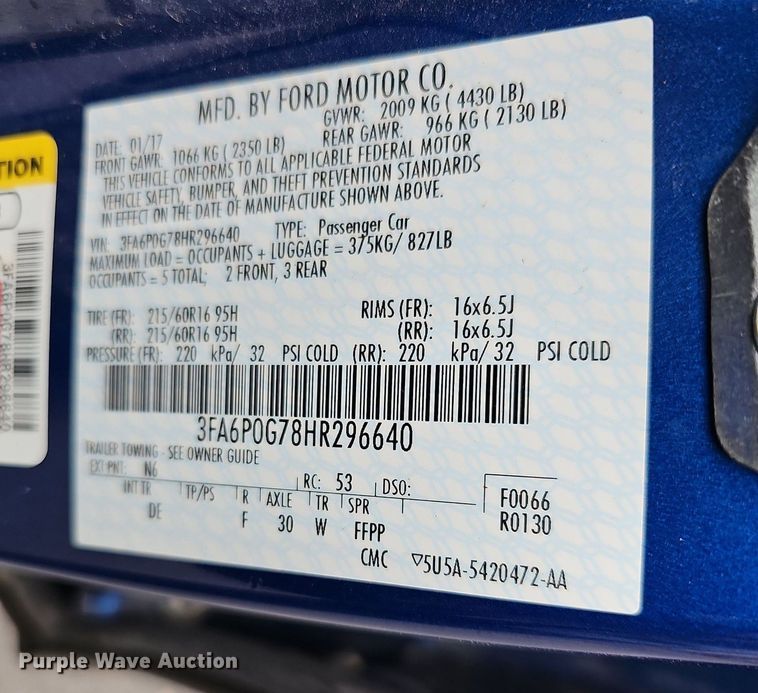 MFD. BY FORD MOTOR CO.
DATE: 01/17 GVWR: 2009 KG ( 4430 LB)
FRONT GAWR: 1066 KG ( 2350 LB) REAR GAWR: 966 KG ( 2130 LB)
THIS VEHICLE CONFORMS TO ALL APPLICABLE FEDERAL MOTOR
VEHICLE SAFETY, BUMPER, AND THEFT PREVENTION STANDARDS
IN EFFECT ON THE DATE OF MANUFACTURE SHOWN ABOVE.
VIN: 3FA6P0G78HR296640 TYPE: Passenger Car
MAXIMUM LOAD = OCCUPANTS + LUGGAGE = 375KG/ 827LB
OCCUPANTS = 5 TOTAL; 2 FRONT, 3 REAR
TIRE (FR): 215/60R16 95H RIMS (FR): 16x6.5J
(RR): 215/60R16 95H (RR): 16x6.5J
PRESSURE (FR): 220 kPa/ 32 PSI COLD (RR): 220 kPa/ 32 PSI COLD
3FA6P0G78HR296640
TRAILER TOWING - SEE OWNER GUIDE
EXT PNT: N6 RC: 53 DSO:
INT TR TP/PS R AXLE TR SPR F0066
DE F 30 W FFPP R0130
CMC ▽5U5A-5420472-AA
TION
3FA6P0G78HR296640
Purple Wave Auction